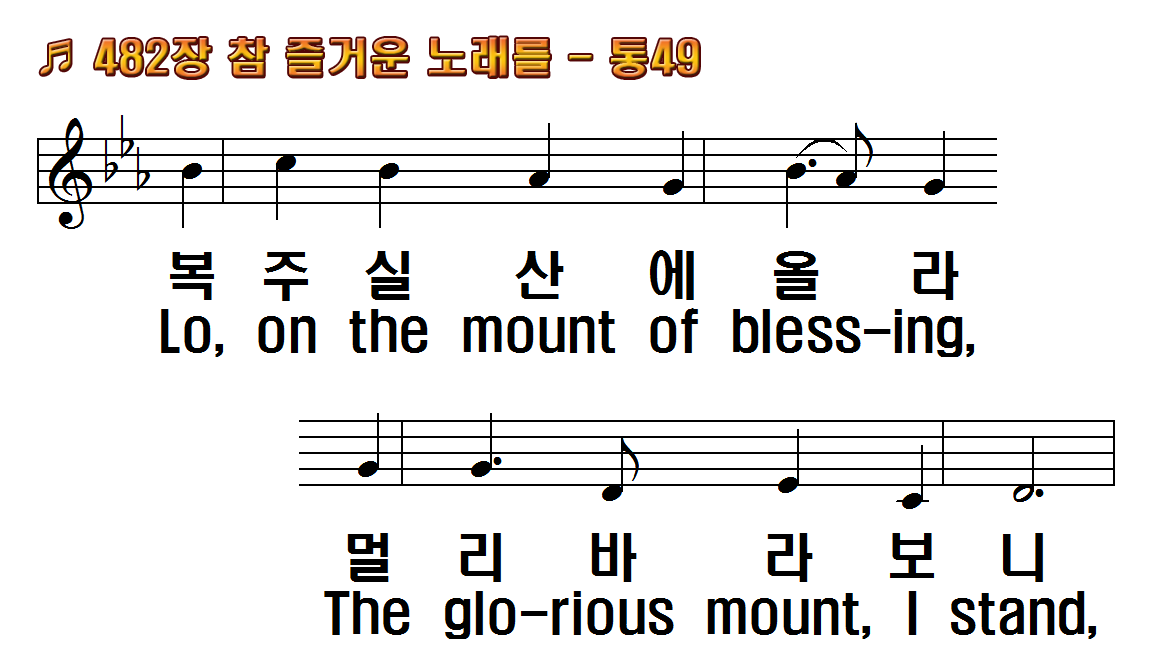 ♬ 482장 참 즐거운 노래를 - 통49
복 주 실 산 에 올 라
Lo, on the mount of bless-ing,
멀 리 바 라 보 니
The glo-rious mount, I stand,